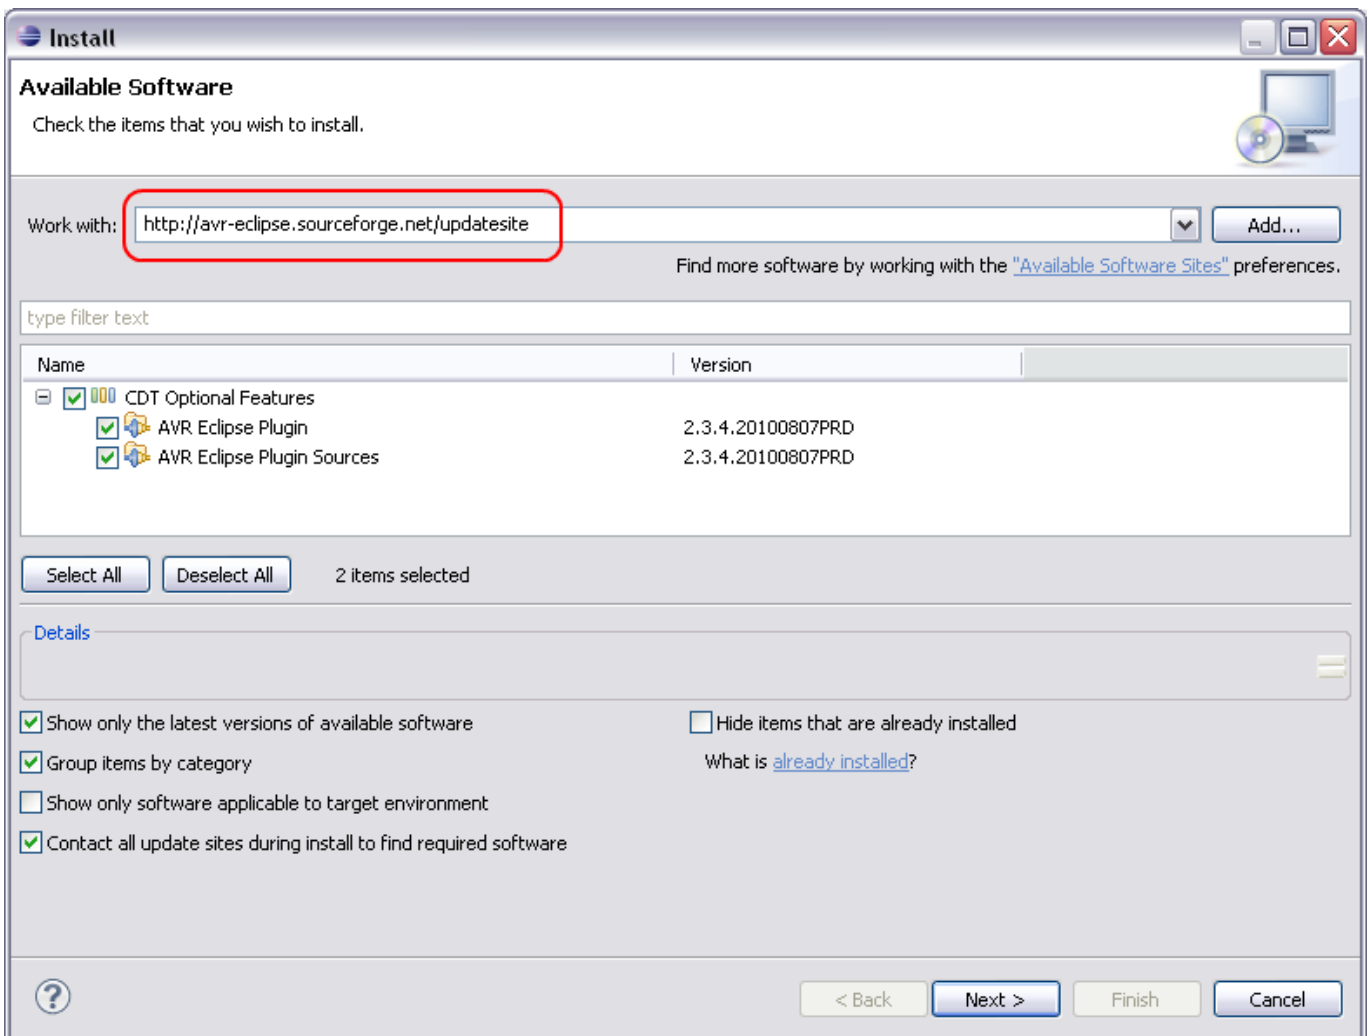 Install
Available Software
Check the items that you wish to install.
Work with: http://avr-eclipse.sourceforge.net/updatesite Add...
Find more software by working with the "Available Software Sites" preferences.
type filter text
Name Version
CDT Optional Features
AVR Eclipse Plugin 2.3.4.20100807PRD
AVR Eclipse Plugin Sources 2.3.4.20100807PRD
Select All Deselect All 2 items selected
Details
Show only the latest versions of available software Hide items that are already installed
Group items by category What is already installed?
Show only software applicable to target environment
Contact all update sites during install to find required software
? < Back Next > Finish Cancel